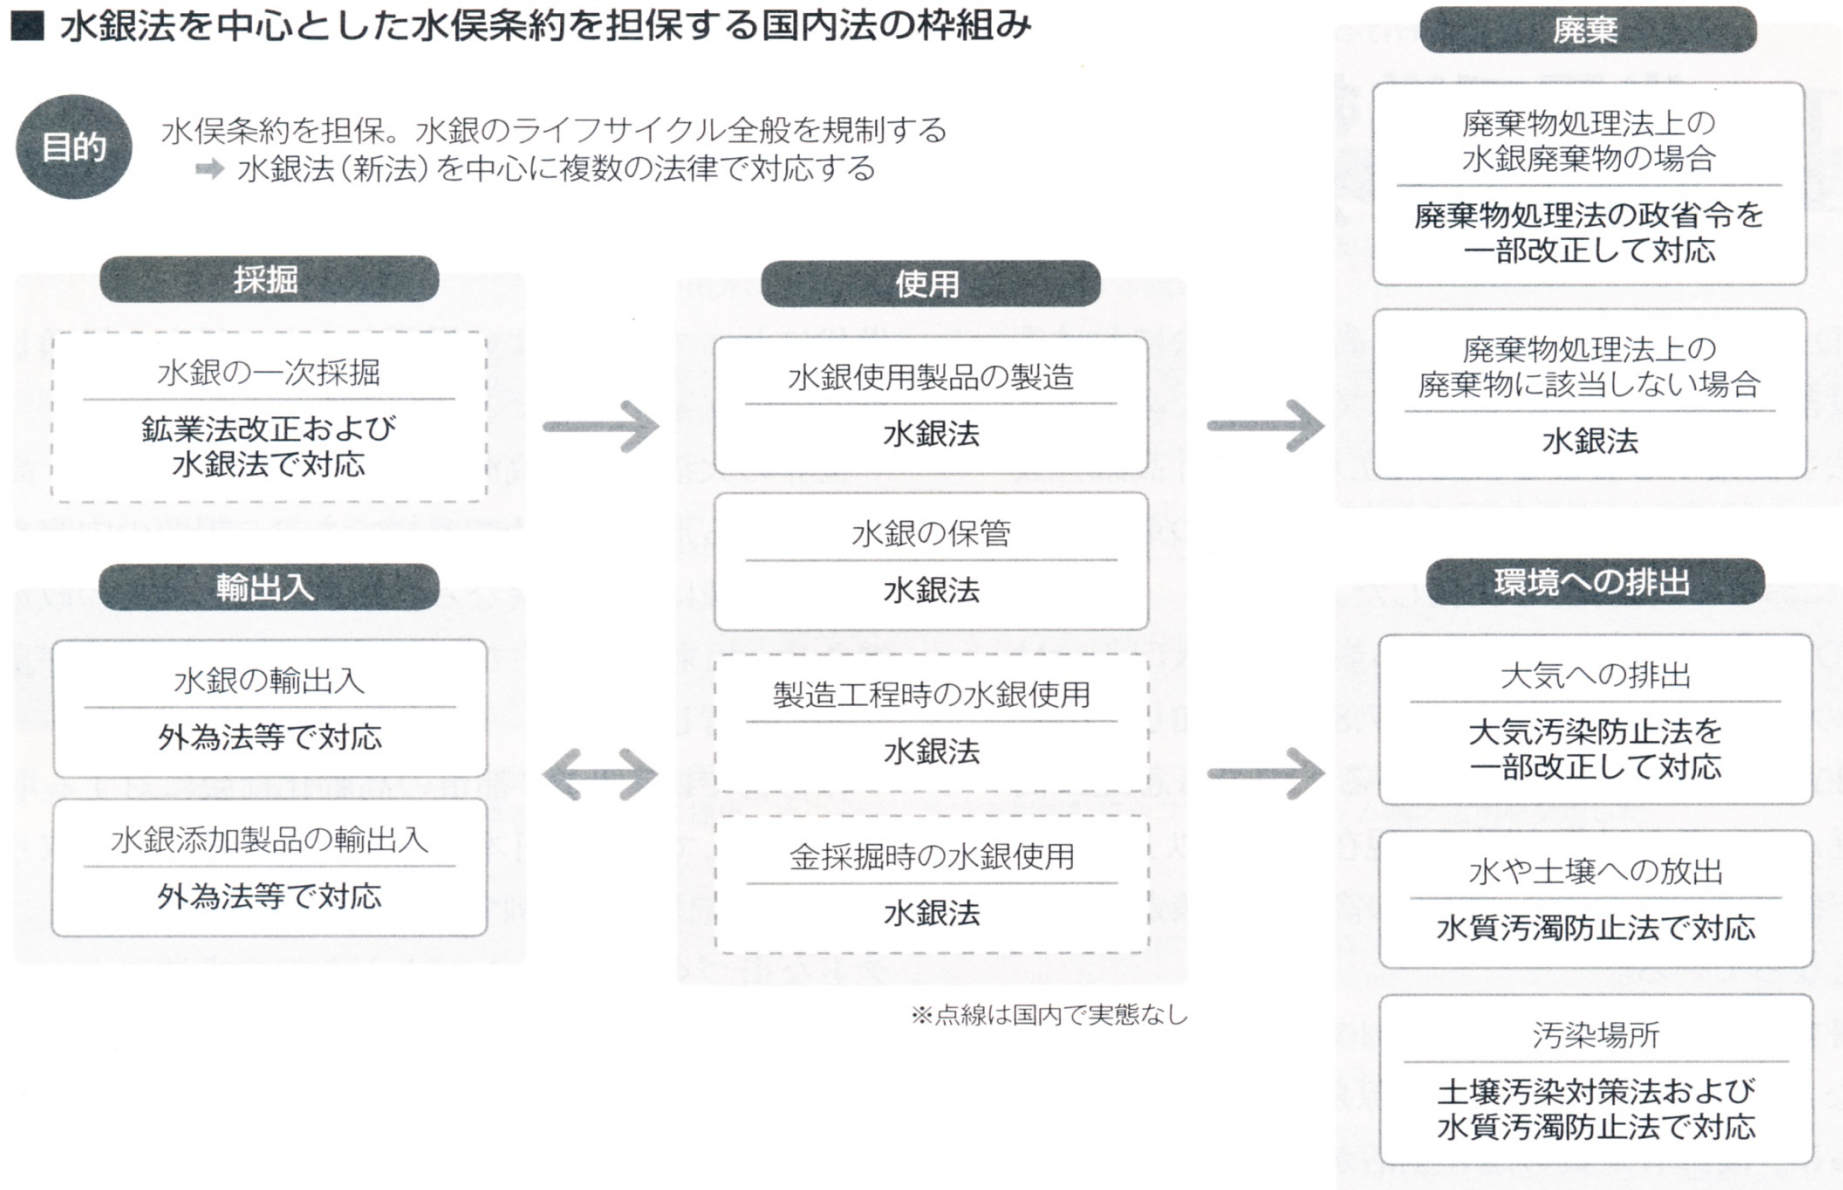 ■ 水銀法を中心とした水俣条約を担保する国内法の枠組み
目的
水俣条約を担保。水銀のライフサイクル全般を規制する
➡ 水銀法(新法)を中心に複数の法律で対応する
採掘
水銀の一次採掘
鉱業法改正および
水銀法で対応
輸出入
水銀の輸出入
外為法等で対応
水銀添加製品の輸出入
外為法等で対応
使用
水銀使用製品の製造
水銀法
水銀の保管
水銀法
製造工程時の水銀使用
水銀法
金採掘時の水銀使用
水銀法
※点線は国内で実態なし
廃棄
廃棄物処理法上の
水銀廃棄物の場合
廃棄物処理法の政省令を
一部改正して対応
廃棄物処理法上の
廃棄物に該当しない場合
水銀法
環境への排出
大気への排出
大気汚染防止法を
一部改正して対応
水や土壌への放出
水質汚濁防止法で対応
汚染場所
土壌汚染対策法および
水質汚濁防止法で対応